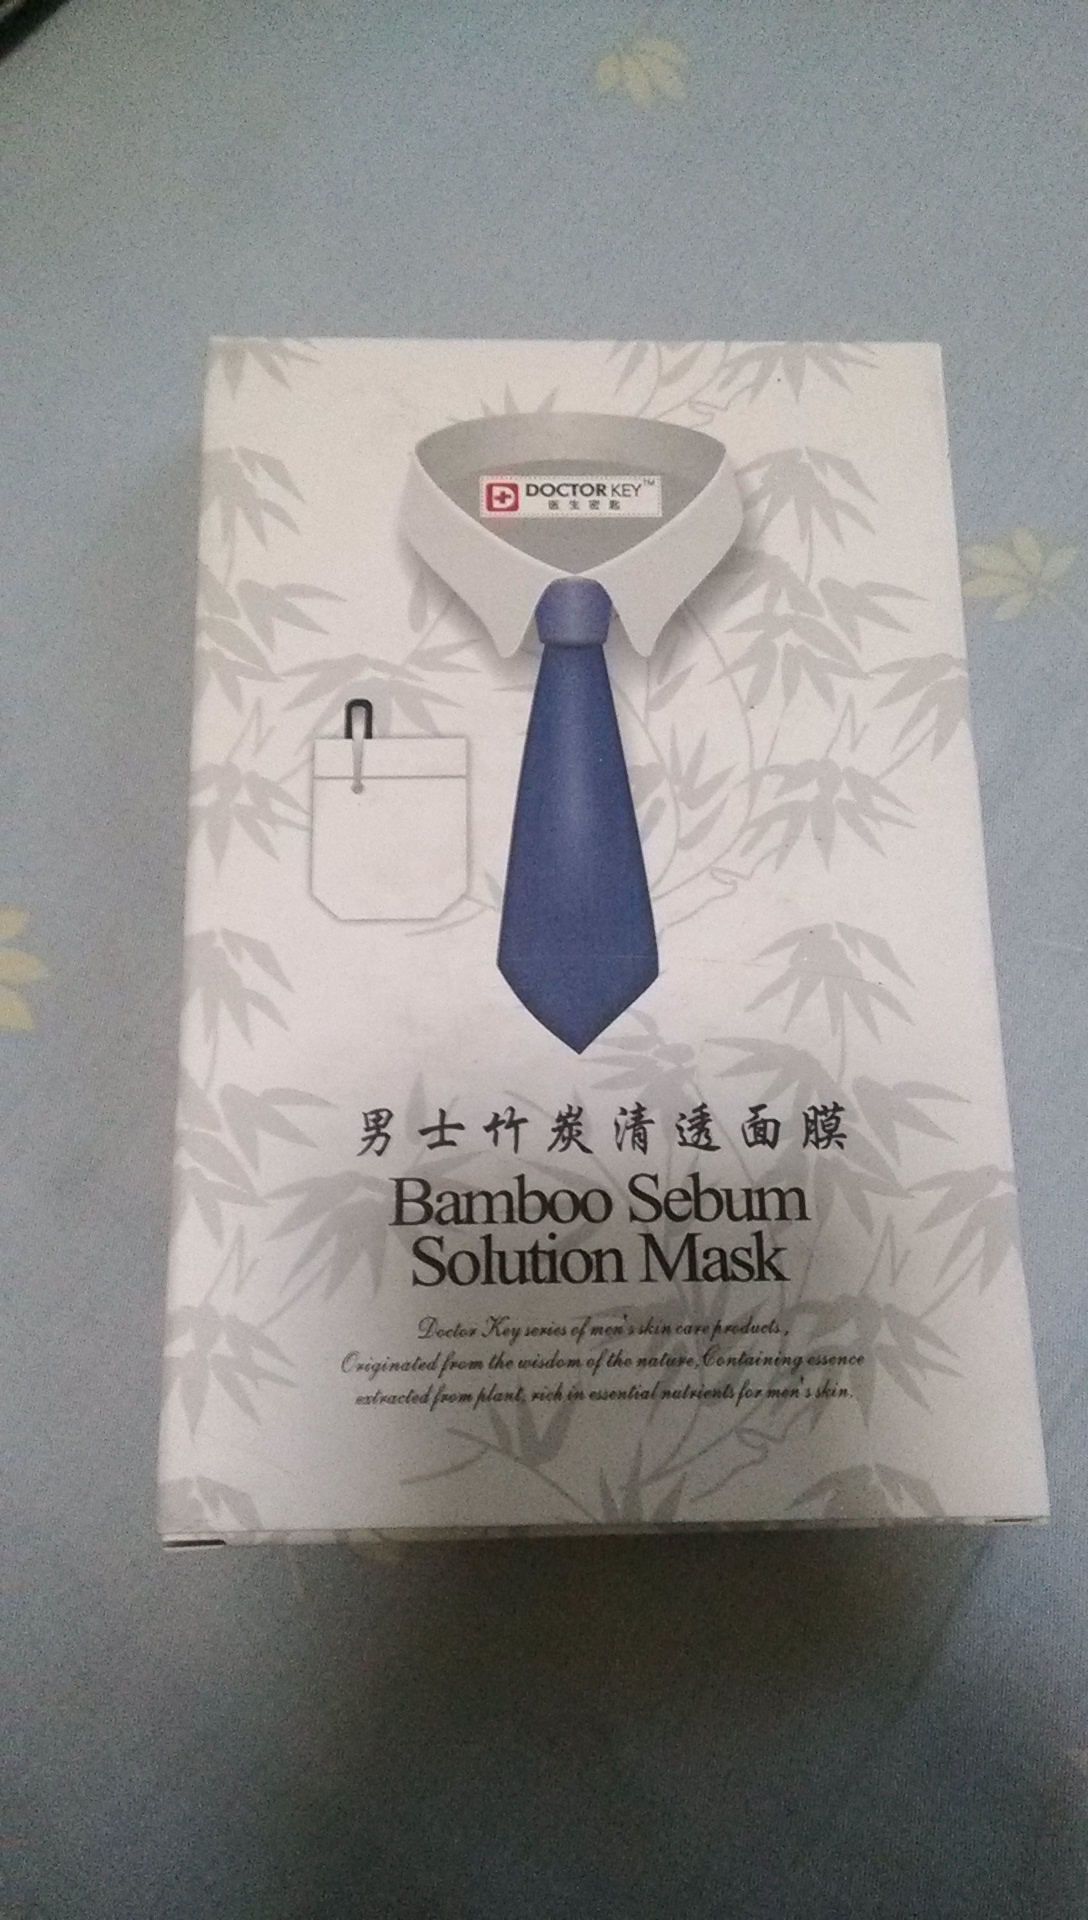 DOCTOR KEY™
医生密匙
男士竹炭清透面膜
Bamboo Sebum
Solution Mask
Doctor Key series of men's skin care products,
Originated from the wisdom of the nature, Containing essence
extracted from plant, rich in essential nutrients for men's skin.